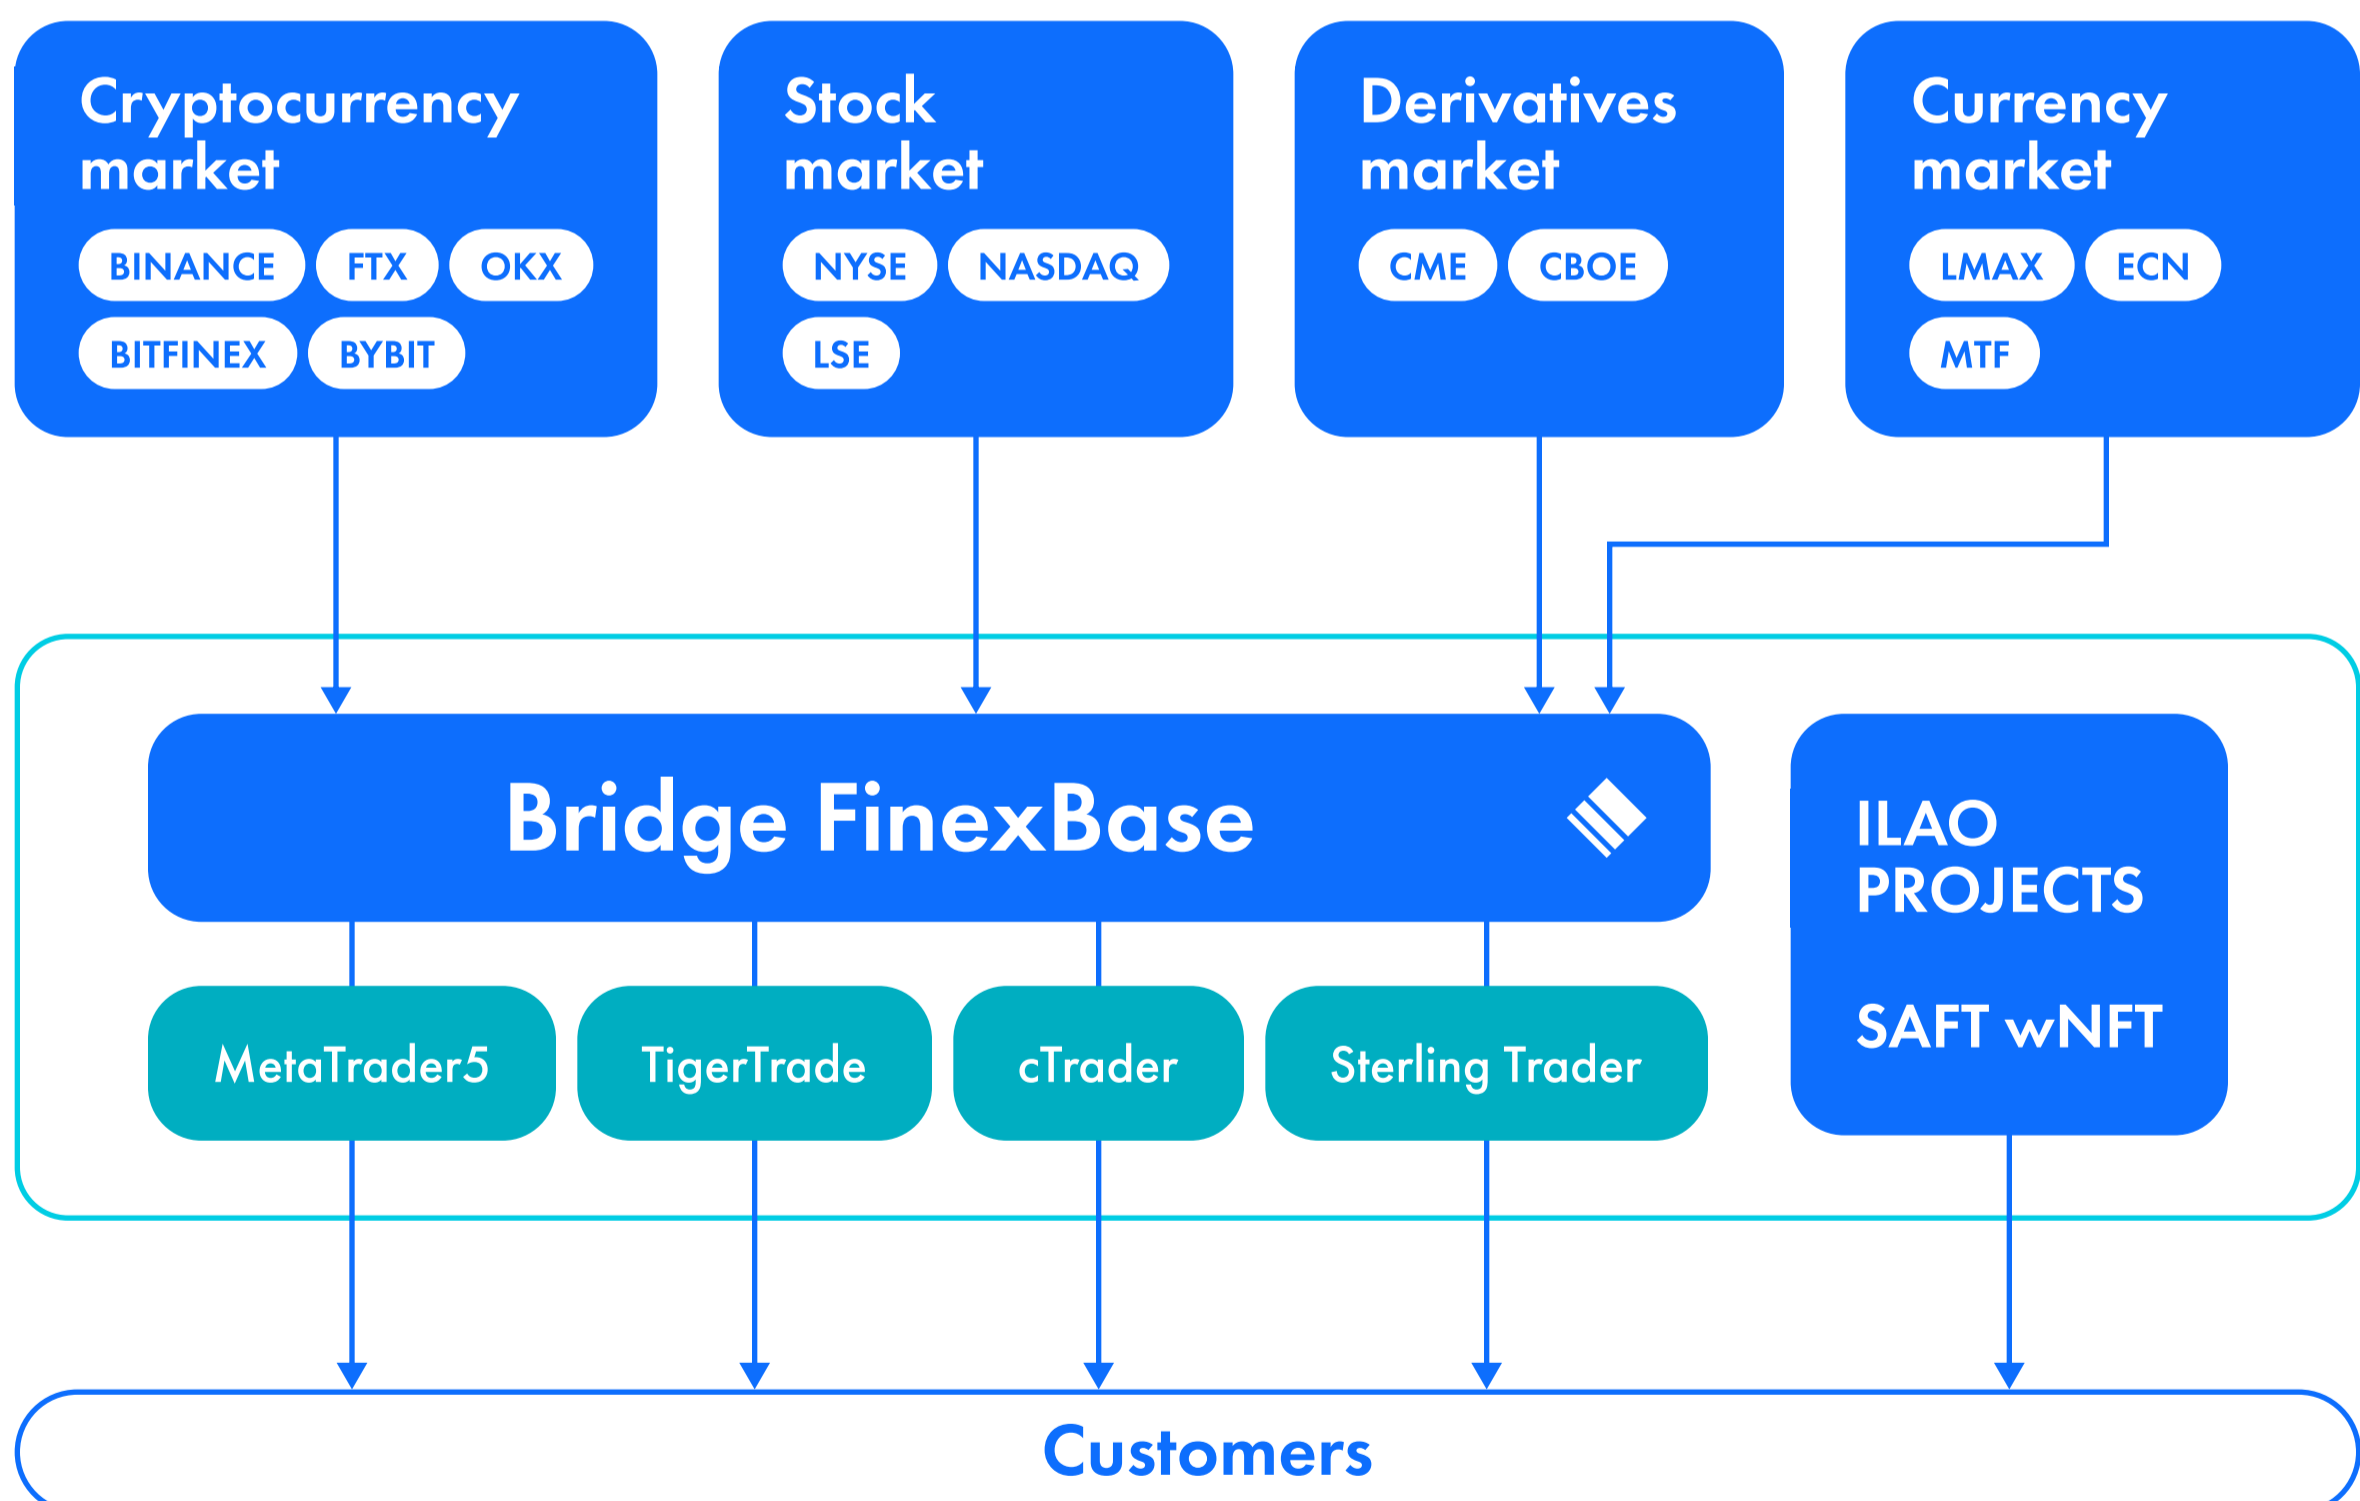 Cryptocurrency
market
BINANCE FTX OKX
BITFINEX BYBIT
Stock
market
NYSE NASDAQ
LSE
Derivatives
market
CME CBOE
Currency
market
LMAX ECN
MTF
Bridge FinexBase
ILAO
PROJECTS
SAFT wNFT
MetaTrader5
TigerTrade
cTrader
Sterling Trader
Customers